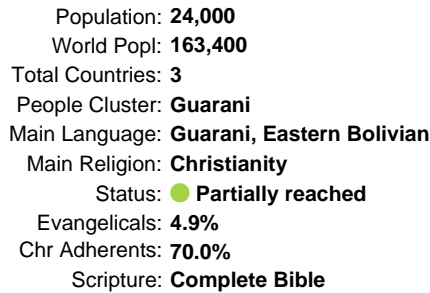 Population: 24,000
World Popl: 163,400
Total Countries: 3
People Cluster: Guarani
Main Language: Guarani, Eastern Bolivian
Main Religion: Christianity
Status: Partially reached
Evangelicals: 4.9%
Chr Adherents: 70.0%
Scripture: Complete Bible